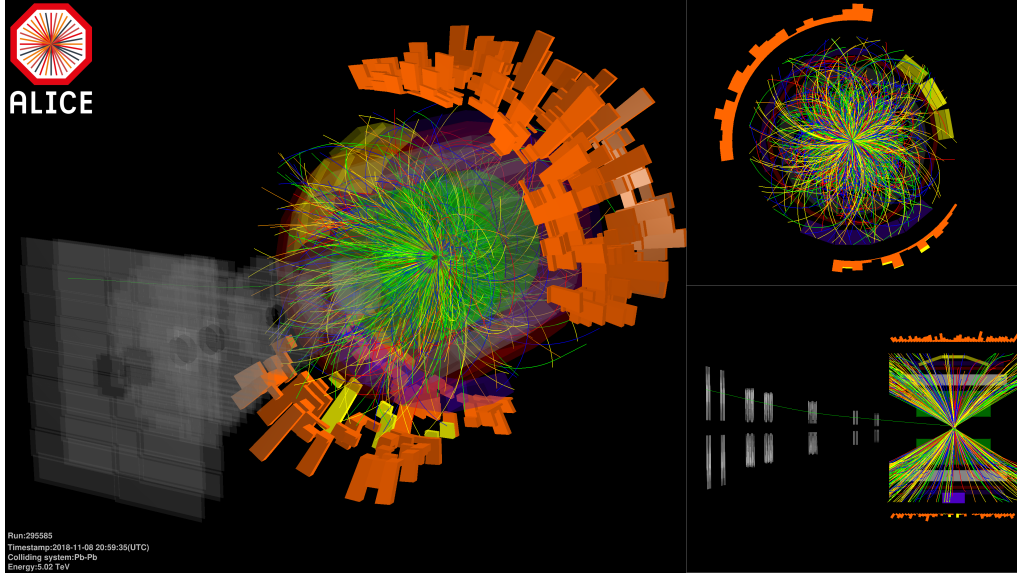 ALICE
Run:295585
Timestamp:2018-11-08 20:59:35(UTC)
Colliding system:Pb-Pb
Energy:5.02 TeV